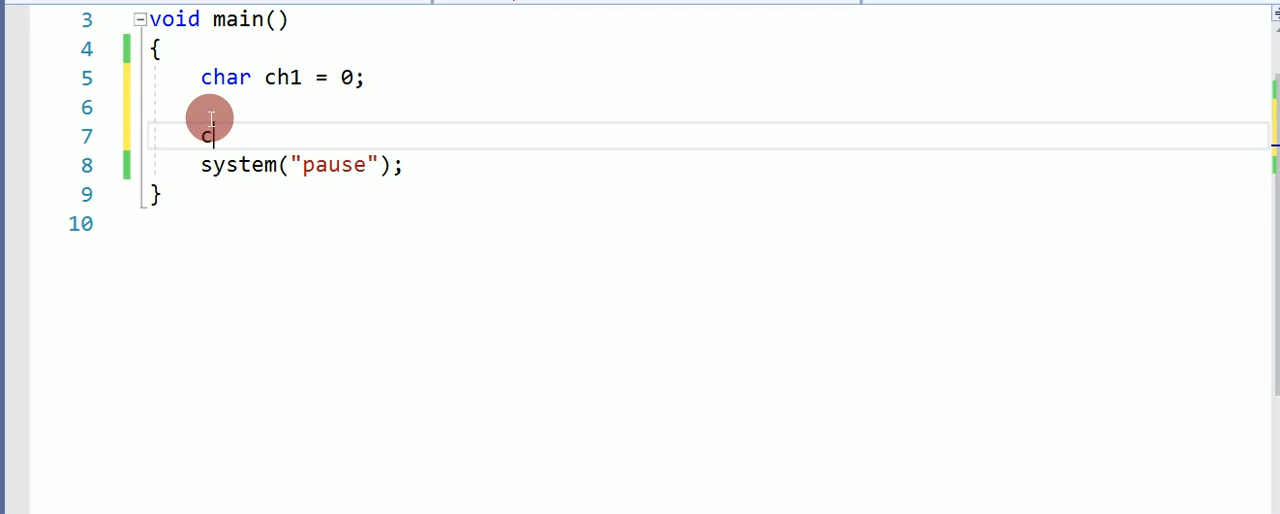 3 void main()
4 {
5 char ch1 = 0;
6
7 c
8 system("pause");
9 }
10